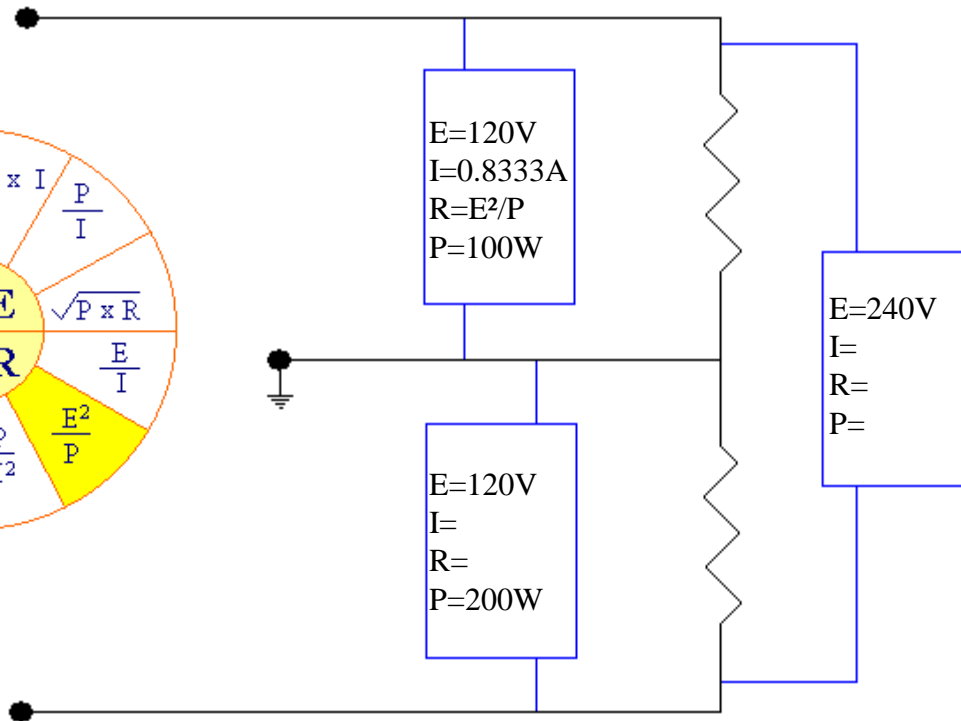 x I
P
I
E
√P x R
R
E
I
E²
P
E=120V
I=0.8333A
R=E²/P
P=100W
E=240V
I=
R=
P=
E=120V
I=
R=
P=200W